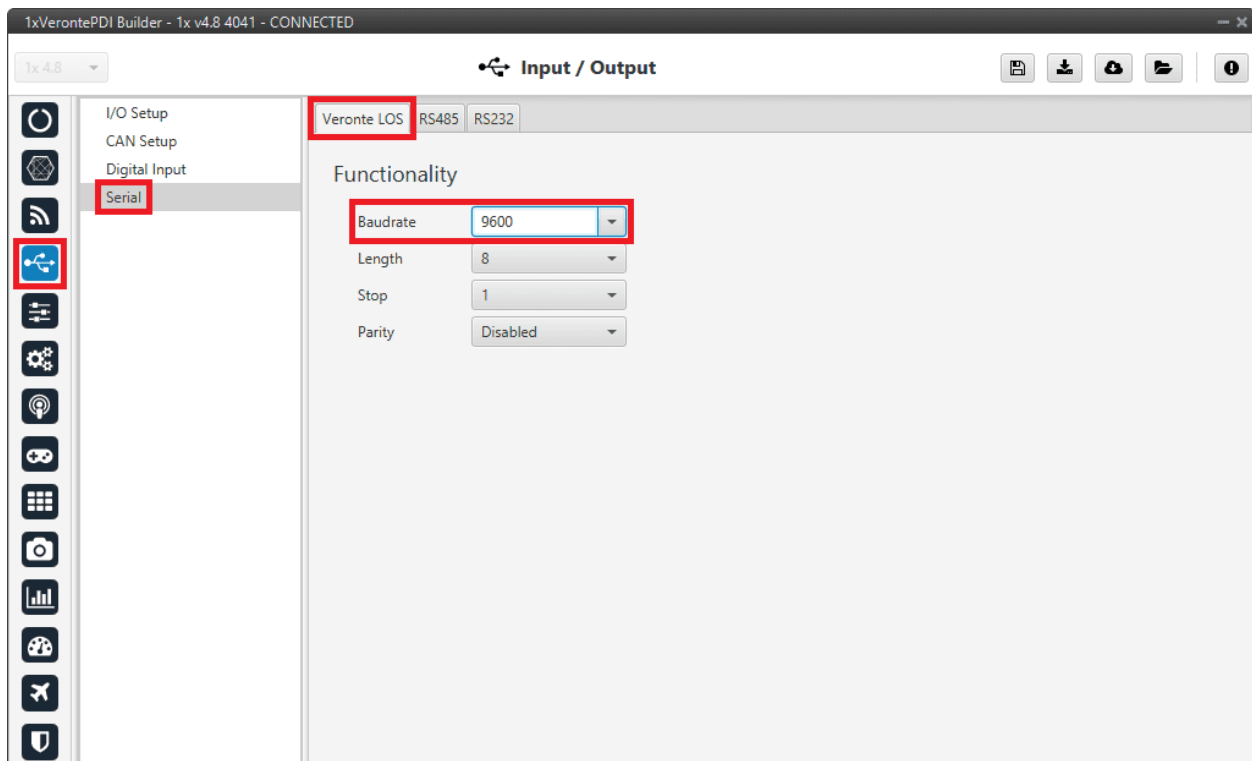 1xVerontePDI Builder - 1x v4.8 4041 - CONNECTED
1x 4.8
Input / Output
I/O Setup
CAN Setup
Digital Input
Serial
Veronte LOS RS485 RS232
Functionality
Baudrate 9600
Length 8
Stop 1
Parity Disabled